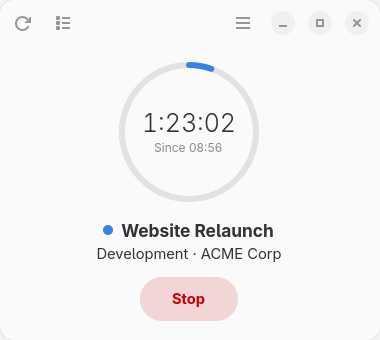 1:23:02
Since 08:56
Website Relaunch
Development · ACME Corp
Stop